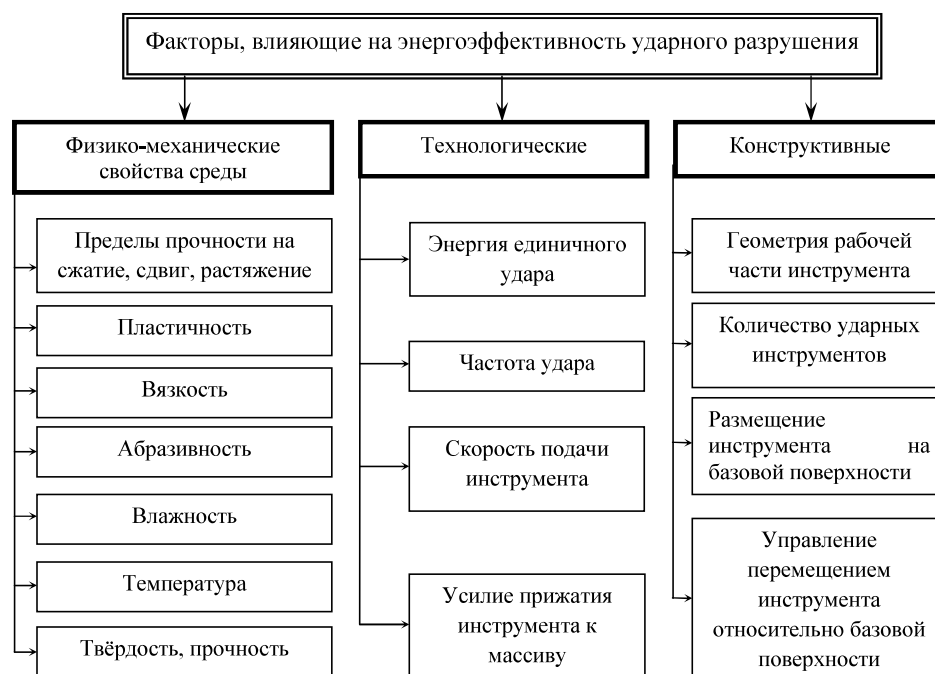 Факторы, влияющие на энергоэффективность ударного разрушения
Физико-механические
свойства среды
Пределы прочности на
сжатие, сдвиг, растяжение
Пластичность
Вязкость
Абразивность
Влажность
Температура
Твёрдость, прочность
Технологические
Энергия единичного
удара
Частота удара
Скорость подачи
инструмента
Усилие прижатия
инструмента к
массиву
Конструктивные
Геометрия рабочей
части инструмента
Количество ударных
инструментов
Размещение
инструмента на
базовой поверхности
Управление
перемещением
инструмента
относительно базовой
поверхности